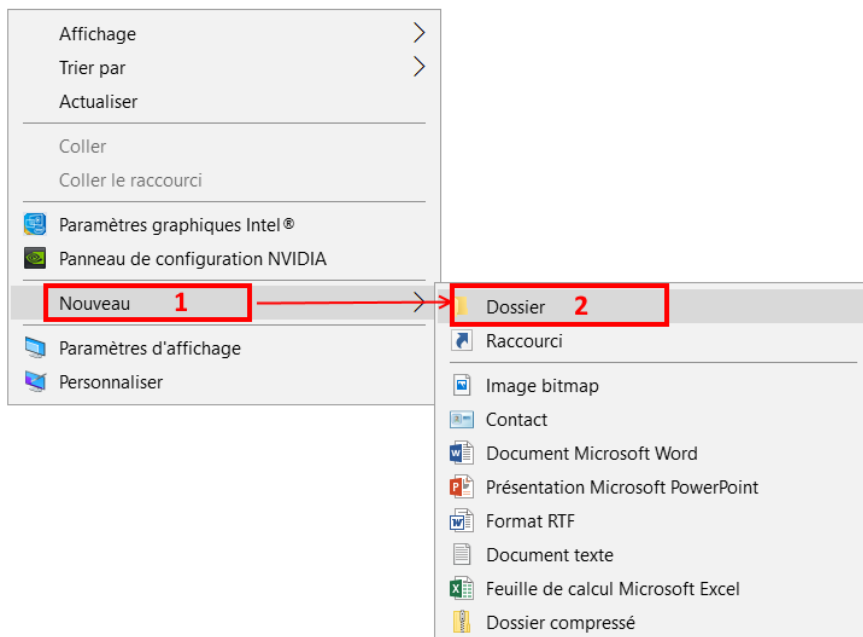 Affichage
Trier par
Actualiser
Coller
Coller le raccourci
Paramètres graphiques Intel®
Panneau de configuration NVIDIA
Nouveau 1
Paramètres d'affichage
Personnaliser
Dossier 2
Raccourci
Image bitmap
Contact
Document Microsoft Word
Présentation Microsoft PowerPoint
Format RTF
Document texte
Feuille de calcul Microsoft Excel
Dossier compressé